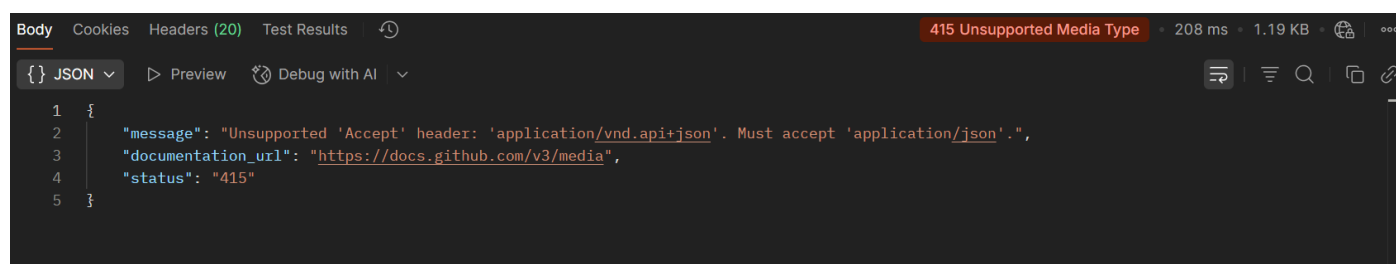 Body Cookies Headers (20) Test Results 415 Unsupported Media Type 208 ms 1.19 KB
{} JSON Preview Debug with AI
1 {
2 "message": "Unsupported 'Accept' header: 'application/vnd.api+json'. Must accept 'application/json'.",
3 "documentation_url": "https://docs.github.com/v3/media",
4 "status": "415"
5 }